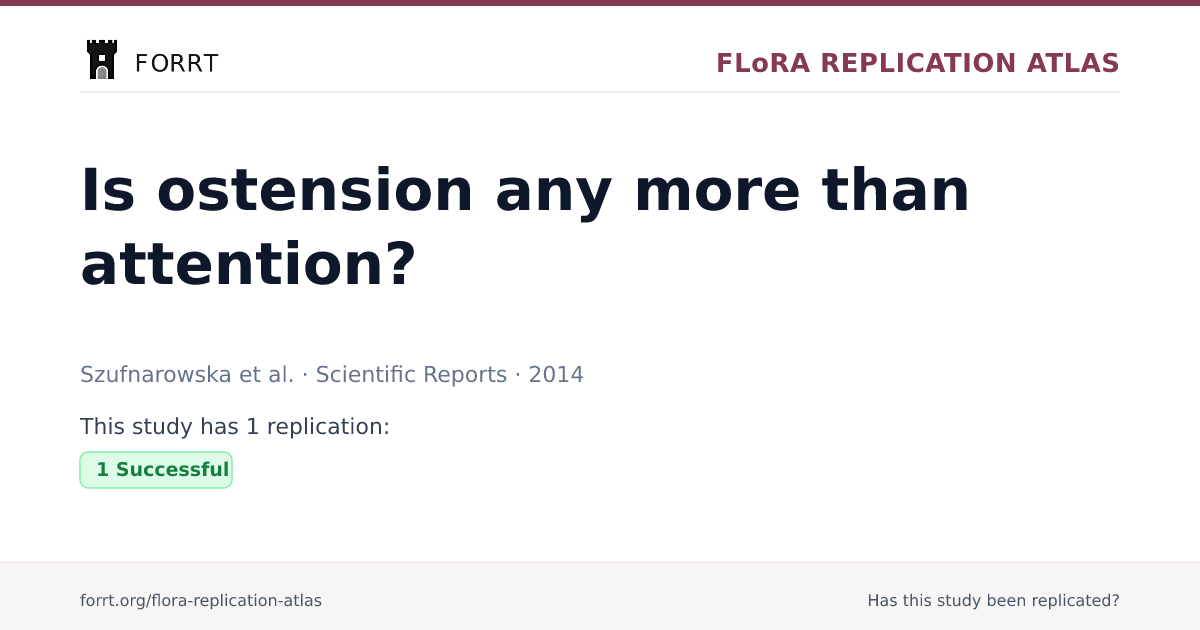 FORRT
FLoRA REPLICATION ATLAS
Is ostension any more than
attention?
Szufnarowska et al. · Scientific Reports · 2014
This study has 1 replication:
1 Successful
forrt.org/flora-replication-atlas
Has this study been replicated?